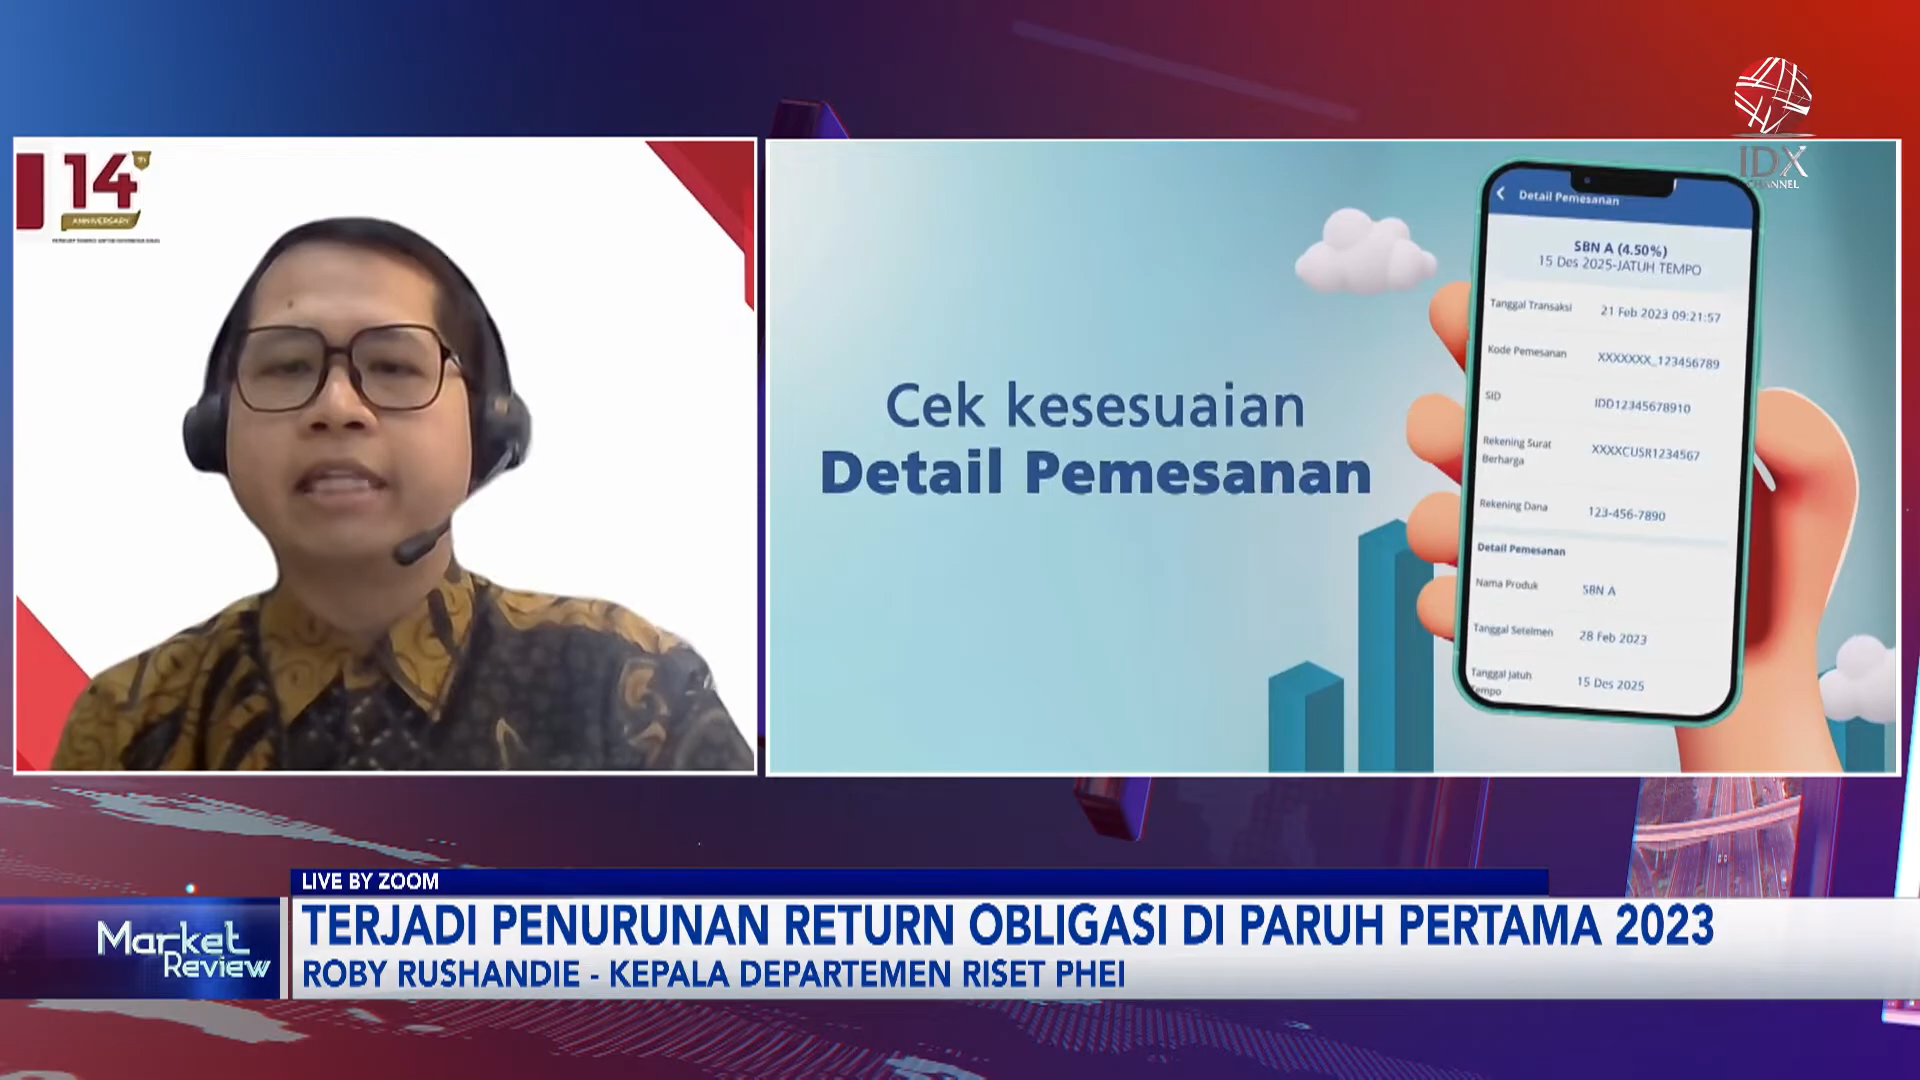 14
TH
ANNIVERSARY
IDX
CHANNEL
Cek kesesuaian
Detail Pemesanan
Detail Pemesanan
SBN A (4.50%)
15 Des 2025-JATUH TEMPO
Tanggal Transaksi 21 Feb 2023 09:21:57
Kode Pemesanan XXXXXXX_123456789
SID IDD12345678910
Rekening Surat Berharga XXXXCUSR1234567
Rekening Dana 123-456-7890
Detail Pemesanan
Nama Produk SBN A
Tanggal Setelmen 28 Feb 2023
Tanggal Jatuh Tempo 15 Des 2025
LIVE BY ZOOM
Market
Review
TERJADI PENURUNAN RETURN OBLIGASI DI PARUH PERTAMA 2023
ROBY RUSHANDIE - KEPALA DEPARTEMEN RISET PHEI